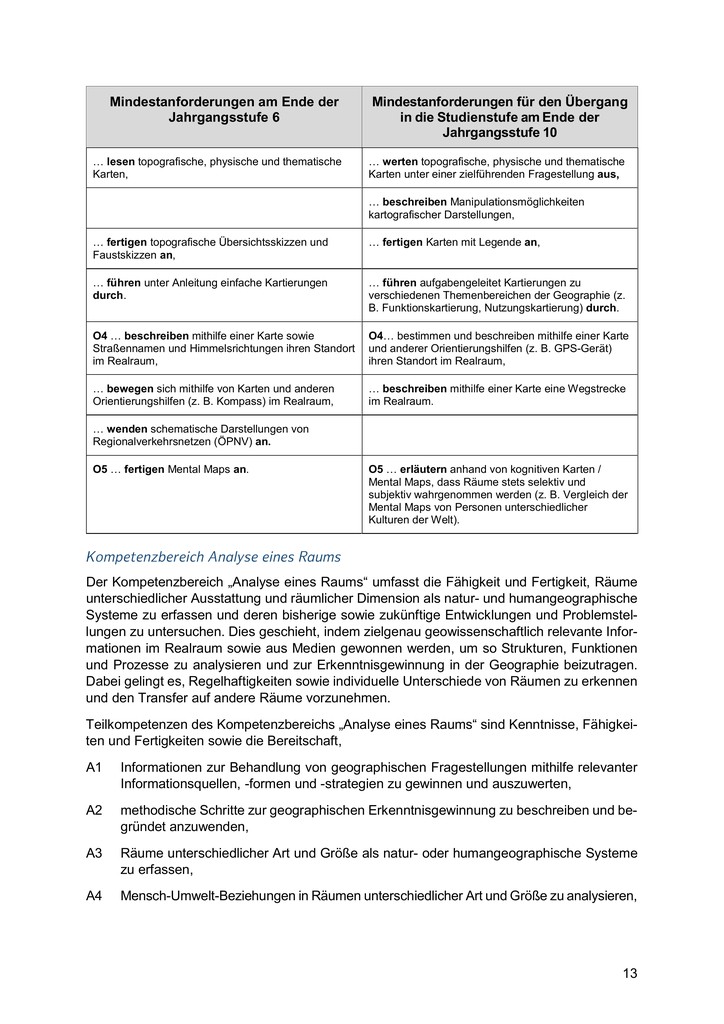 Mindestanforderungen am Ende der
Jahrgangsstufe 6
Mindestanforderungen für den Übergang
in die Studienstufe am Ende der
Jahrgangsstufe 10
… lesen topografische, physische und thematische
Karten,
… werten topografische, physische und thematische
Karten unter einer zielführenden Fragestellung aus,
… beschreiben Manipulationsmöglichkeiten
kartografischer Darstellungen,
… fertigen topografische Übersichtsskizzen und
Faustskizzen an,
… fertigen Karten mit Legende an,
… führen unter Anleitung einfache Kartierungen
durch.
… führen aufgabengeleitet Kartierungen zu
verschiedenen Themenbereichen der Geographie (z.
B. Funktionskartierung, Nutzungskartierung) durch.
O4 … beschreiben mithilfe einer Karte sowie
Straßennamen und Himmelsrichtungen ihren Standort
im Realraum,
O4… bestimmen und beschreiben mithilfe einer Karte
und anderer Orientierungshilfen (z. B. GPS-Gerät)
ihren Standort im Realraum,
… bewegen sich mithilfe von Karten und anderen
Orientierungshilfen (z. B. Kompass) im Realraum,
… beschreiben mithilfe einer Karte eine Wegstrecke
im Realraum.
… wenden schematische Darstellungen von
Regionalverkehrsnetzen (ÖPNV) an.
O5 … fertigen Mental Maps an.
O5 … erläutern anhand von kognitiven Karten /
Mental Maps, dass Räume stets selektiv und
subjektiv wahrgenommen werden (z. B. Vergleich der
Mental Maps von Personen unterschiedlicher
Kulturen der Welt).
Kompetenzbereich Analyse eines Raums
Der Kompetenzbereich „Analyse eines Raums“ umfasst die Fähigkeit und Fertigkeit, Räume
unterschiedlicher Ausstattung und räumlicher Dimension als natur- und humangeographische
Systeme zu erfassen und deren bisherige sowie zukünftige Entwicklungen und Problemstel-
lungen zu untersuchen. Dies geschieht, indem zielgenau geowissenschaftlich relevante Infor-
mationen im Realraum sowie aus Medien gewonnen werden, um so Strukturen, Funktionen
und Prozesse zu analysieren und zur Erkenntnisgewinnung in der Geographie beizutragen.
Dabei gelingt es, Regelhaftigkeiten sowie individuelle Unterschiede von Räumen zu erkennen
und den Transfer auf andere Räume vorzunehmen.
Teilkompetenzen des Kompetenzbereichs „Analyse eines Raums“ sind Kenntnisse, Fähigkei-
ten und Fertigkeiten sowie die Bereitschaft,
A1 Informationen zur Behandlung von geographischen Fragestellungen mithilfe relevanter
Informationsquellen, -formen und -strategien zu gewinnen und auszuwerten,
A2 methodische Schritte zur geographischen Erkenntnisgewinnung zu beschreiben und be-
gründet anzuwenden,
A3 Räume unterschiedlicher Art und Größe als natur- oder humangeographische Systeme
zu erfassen,
A4 Mensch-Umwelt-Beziehungen in Räumen unterschiedlicher Art und Größe zu analysieren,
13